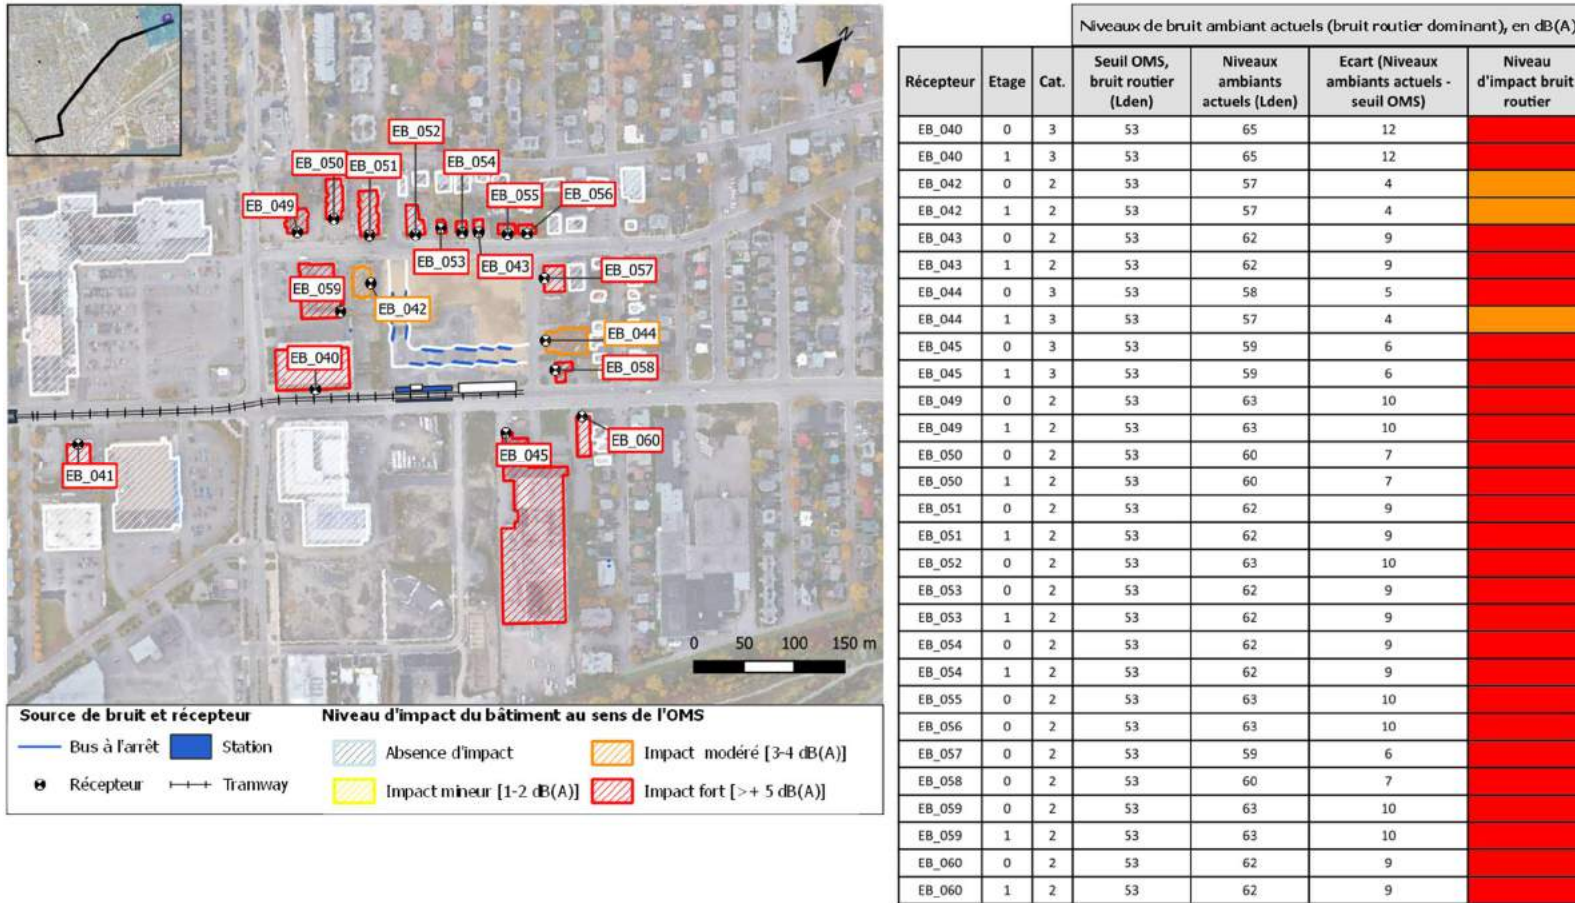 N
EB_052
EB_050
EB_051
EB_054
EB_055
EB_056
EB_049
EB_053
EB_043
EB_057
EB_059
EB_042
EB_044
EB_040
EB_058
EB_060
EB_045
EB_041
0 50 100 150 m
Source de bruit et récepteur
Bus à l'arrêt
Station
Récepteur
Tramway
Niveau d'impact du bâtiment au sens de l'OMS
Absence d'impact
Impact modéré [3-4 dB(A)]
Impact mineur [1-2 dB(A)]
Impact fort [>+ 5 dB(A)]
Niveaux de bruit ambiant actuels (bruit routier dominant), en dB(A)
Récepteur Etage Cat. Seuil OMS, bruit routier (Lden) Niveaux ambiants actuels (Lden) Ecart (Niveaux ambiants actuels - seuil OMS) Niveau d'impact bruit routier
EB_040 0 3 53 65 12
EB_040 1 3 53 65 12
EB_042 0 2 53 57 4
EB_042 1 2 53 57 4
EB_043 0 2 53 62 9
EB_043 1 2 53 62 9
EB_044 0 3 53 58 5
EB_044 1 3 53 57 4
EB_045 0 3 53 59 6
EB_045 1 3 53 59 6
EB_049 0 2 53 63 10
EB_049 1 2 53 63 10
EB_050 0 2 53 60 7
EB_050 1 2 53 60 7
EB_051 0 2 53 62 9
EB_051 1 2 53 62 9
EB_052 0 2 53 63 10
EB_053 0 2 53 62 9
EB_053 1 2 53 62 9
EB_054 0 2 53 62 9
EB_054 1 2 53 62 9
EB_055 0 2 53 63 10
EB_056 0 2 53 63 10
EB_057 0 2 53 59 6
EB_058 0 2 53 60 7
EB_059 0 2 53 63 10
EB_059 1 2 53 63 10
EB_060 0 2 53 62 9
EB_060 1 2 53 62 9